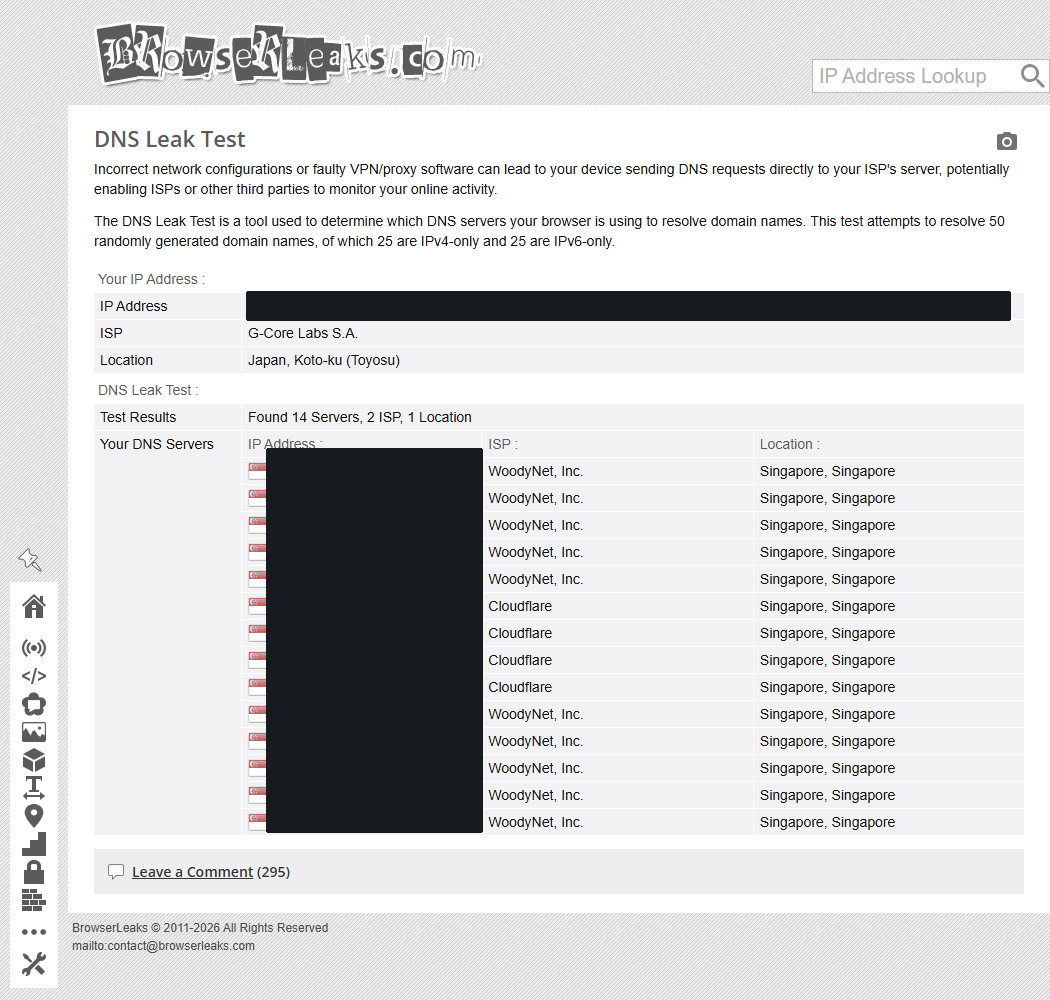 BRowseRLeaks.com
IP Address Lookup
DNS Leak Test
Incorrect network configurations or faulty VPN/proxy software can lead to your device sending DNS requests directly to your ISP's server, potentially
enabling ISPs or other third parties to monitor your online activity.
The DNS Leak Test is a tool used to determine which DNS servers your browser is using to resolve domain names. This test attempts to resolve 50
randomly generated domain names, of which 25 are IPv4-only and 25 are IPv6-only.
Your IP Address :
IP Address
ISP G-Core Labs S.A.
Location Japan, Koto-ku (Toyosu)
DNS Leak Test :
Test Results Found 14 Servers, 2 ISP, 1 Location
Your DNS Servers IP Address : ISP : Location :
WoodyNet, Inc. Singapore, Singapore
WoodyNet, Inc. Singapore, Singapore
WoodyNet, Inc. Singapore, Singapore
WoodyNet, Inc. Singapore, Singapore
WoodyNet, Inc. Singapore, Singapore
Cloudflare Singapore, Singapore
Cloudflare Singapore, Singapore
Cloudflare Singapore, Singapore
Cloudflare Singapore, Singapore
WoodyNet, Inc. Singapore, Singapore
WoodyNet, Inc. Singapore, Singapore
WoodyNet, Inc. Singapore, Singapore
WoodyNet, Inc. Singapore, Singapore
WoodyNet, Inc. Singapore, Singapore
Leave a Comment (295)
BrowserLeaks © 2011-2026 All Rights Reserved
mailto:contact@browserleaks.com